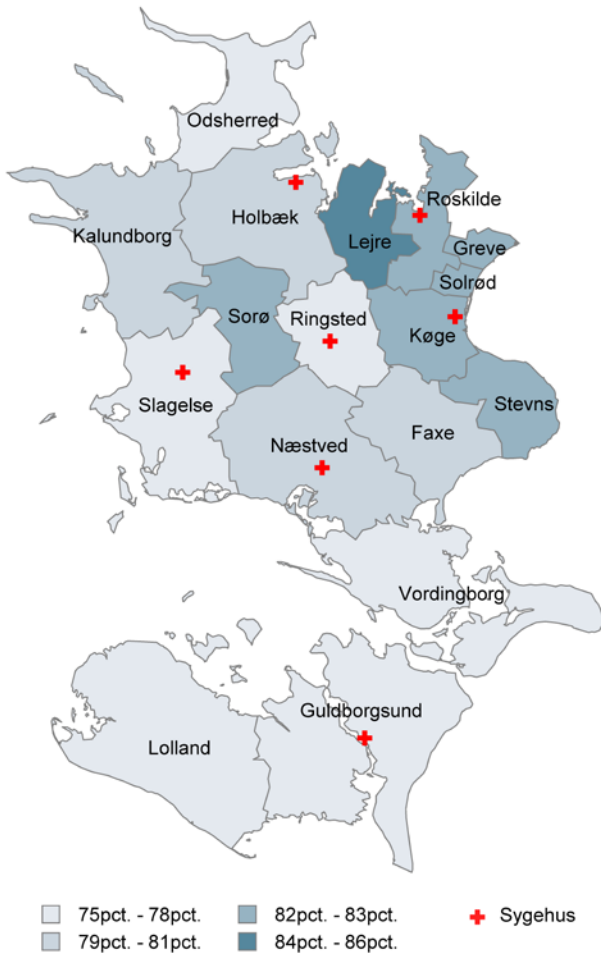 Odsherred
Roskilde
Holbæk
Kalundborg
Lejre
Greve
Solrød
Sorø
Ringsted
Køge
Slagelse
Stevns
Faxe
Næstved
Vordingborg
Guldborgsund
Lolland
75pct. - 78pct.
82pct. - 83pct.
Sygehus
79pct. - 81pct.
84pct. - 86pct.